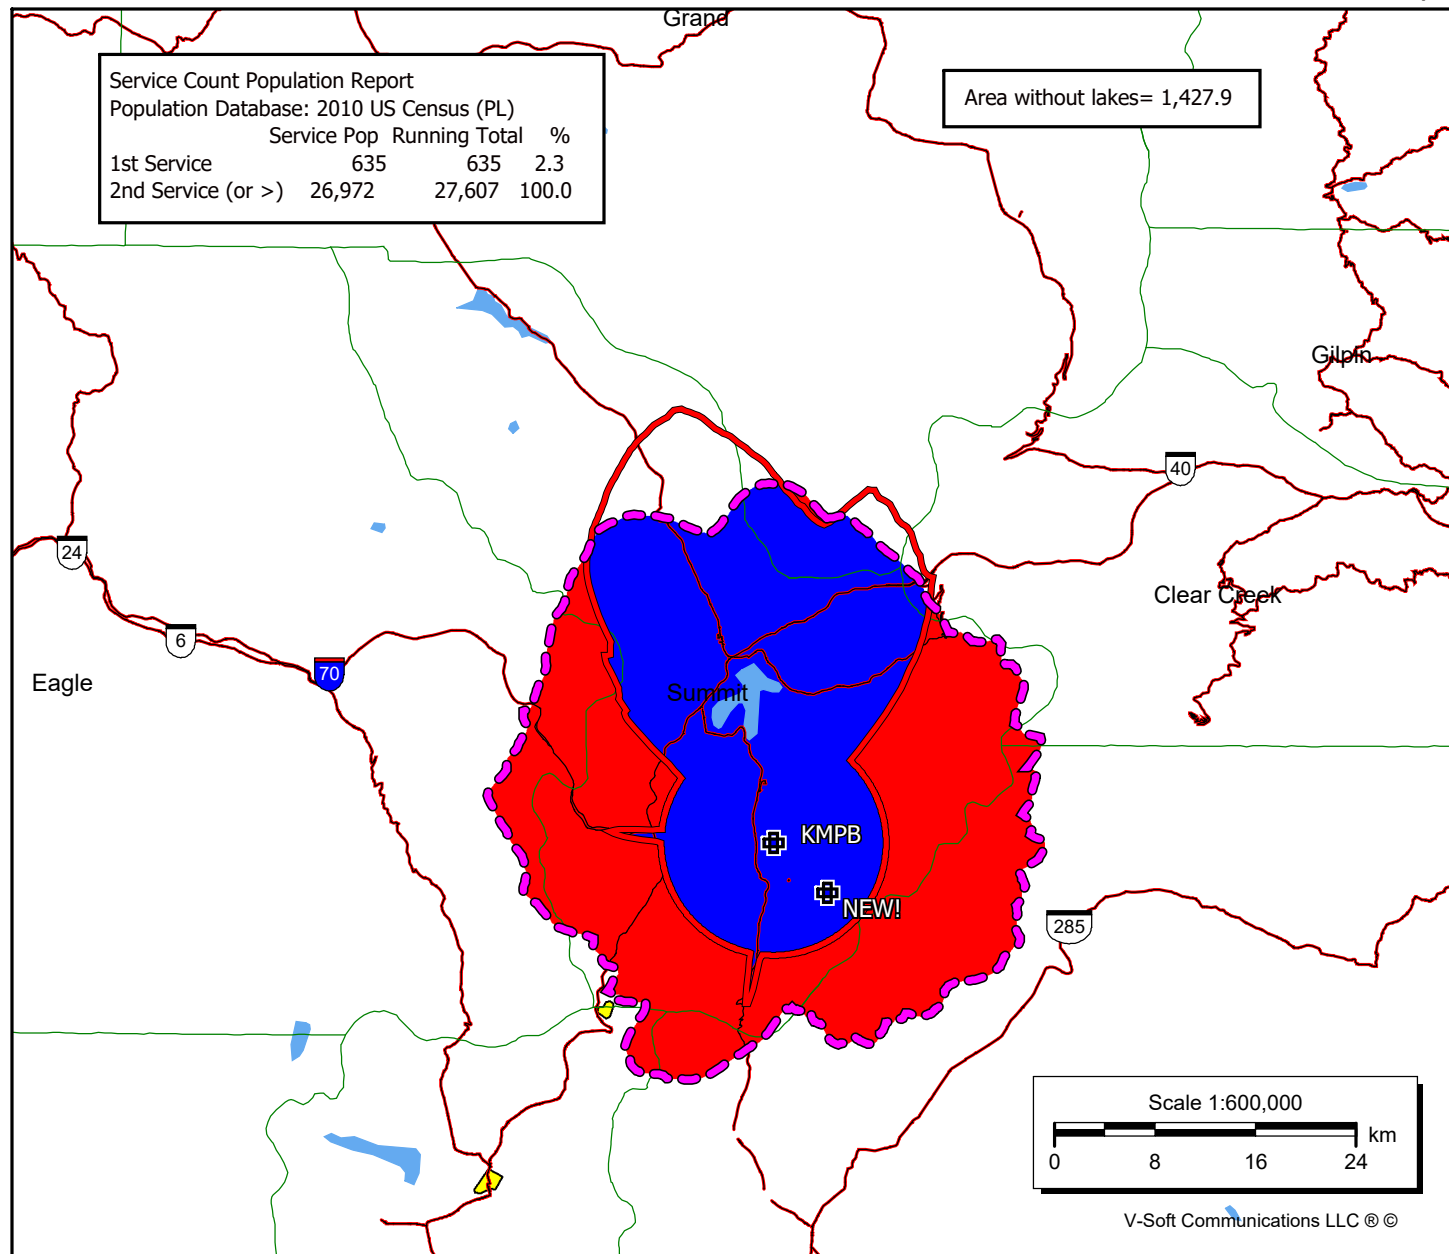 Grand
Service Count Population Report
Population Database: 2010 US Census (PL)
Service Pop Running Total %
1st Service 635 635 2.3
2nd Service (or >) 26,972 27,607 100.0
Area without lakes= 1,427.9
Gilpin
40
24
Clear Creek
6
70
Eagle
Summit
KMPB
NEW!
285
Scale 1:600,000
km
0 8 16 24
V-Soft Communications LLC ® ©